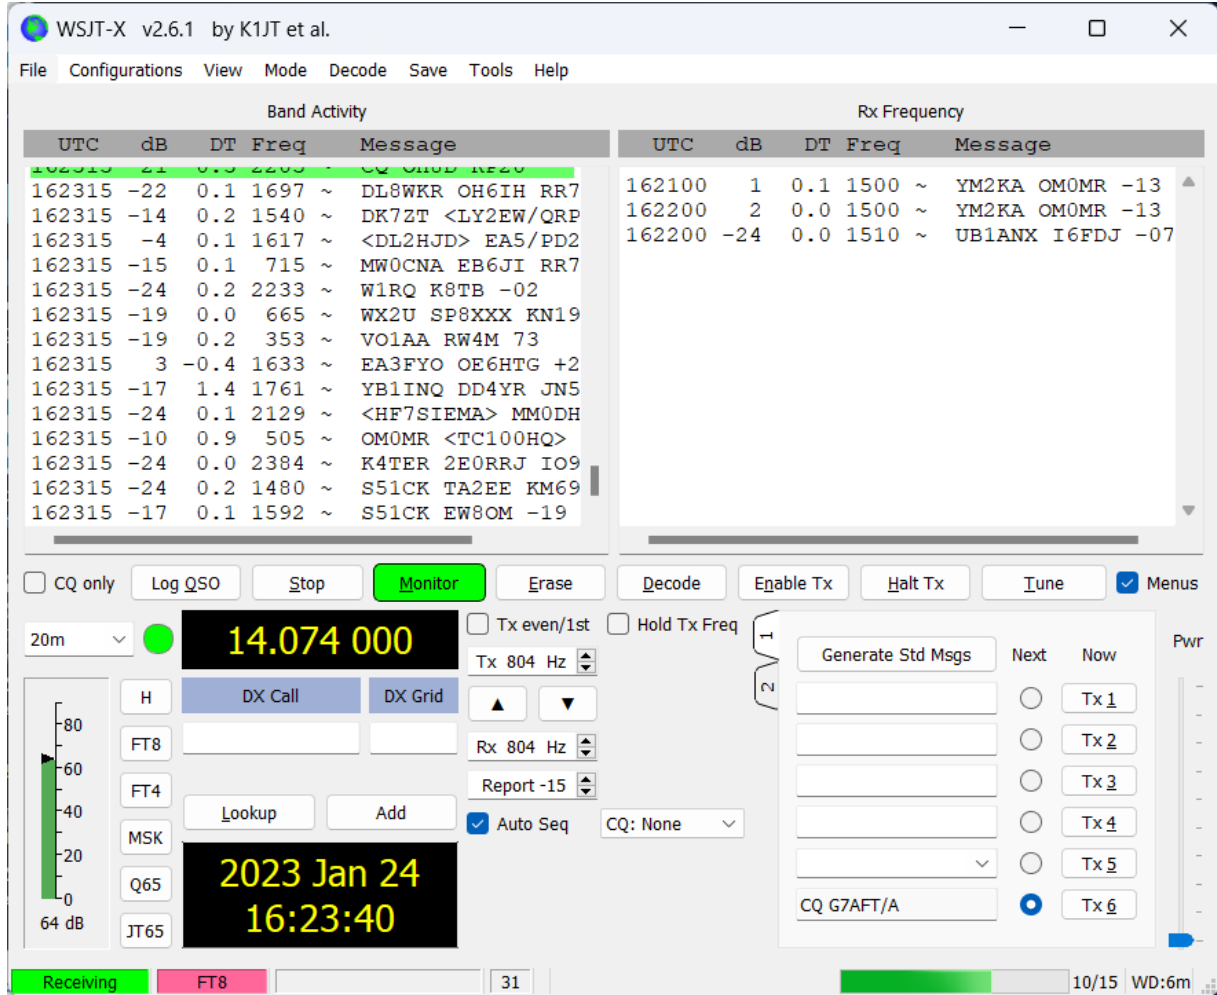 WSJT-X v2.6.1 by K1JT et al.
File Configurations View Mode Decode Save Tools Help
Band Activity
UTC dB DT Freq Message
162315 -22 0.1 1697 ~ DL8WKR OH6IH RR7
162315 -14 0.2 1540 ~ DK7ZT <LY2EW/QRP
162315 -4 0.1 1617 ~ <DL2HJD> EA5/PD2
162315 -15 0.1 715 ~ MW0CNA EB6JI RR7
162315 -24 0.2 2233 ~ W1RQ K8TB -02
162315 -19 0.0 665 ~ WX2U SP8XXX KN19
162315 -19 0.2 353 ~ VO1AA RW4M 73
162315 3 -0.4 1633 ~ EA3FYO OE6HTG +2
162315 -17 1.4 1761 ~ YB1INQ DD4YR JN5
162315 -24 0.1 2129 ~ <HF7SIEMA> MM0DH
162315 -10 0.9 505 ~ OM0MR <TC100HQ>
162315 -24 0.0 2384 ~ K4TER 2E0RRJ IO9
162315 -24 0.2 1480 ~ S51CK TA2EE KM69
162315 -17 0.1 1592 ~ S51CK EW8OM -19
Rx Frequency
UTC dB DT Freq Message
162100 1 0.1 1500 ~ YM2KA OM0MR -13
162200 2 0.0 1500 ~ YM2KA OM0MR -13
162200 -24 0.0 1510 ~ UB1ANX I6FDJ -07
CQ only Log QSO Stop Monitor Erase Decode Enable Tx Halt Tx Tune Menus
20m
14.074 000
DX Call DX Grid
Lookup Add
2023 Jan 24
16:23:40
-80
-60
-40
-20
-0
64 dB
H
FT8
FT4
MSK
Q65
JT65
Tx even/1st Hold Tx Freq
Tx 804 Hz
▲ ▼
Rx 804 Hz
Report -15
Auto Seq CQ: None
1
2
Generate Std Msgs Next Now
Tx 1
Tx 2
Tx 3
Tx 4
Tx 5
CQ G7AFT/A Tx 6
Pwr
Receiving FT8 31 10/15 WD:6m